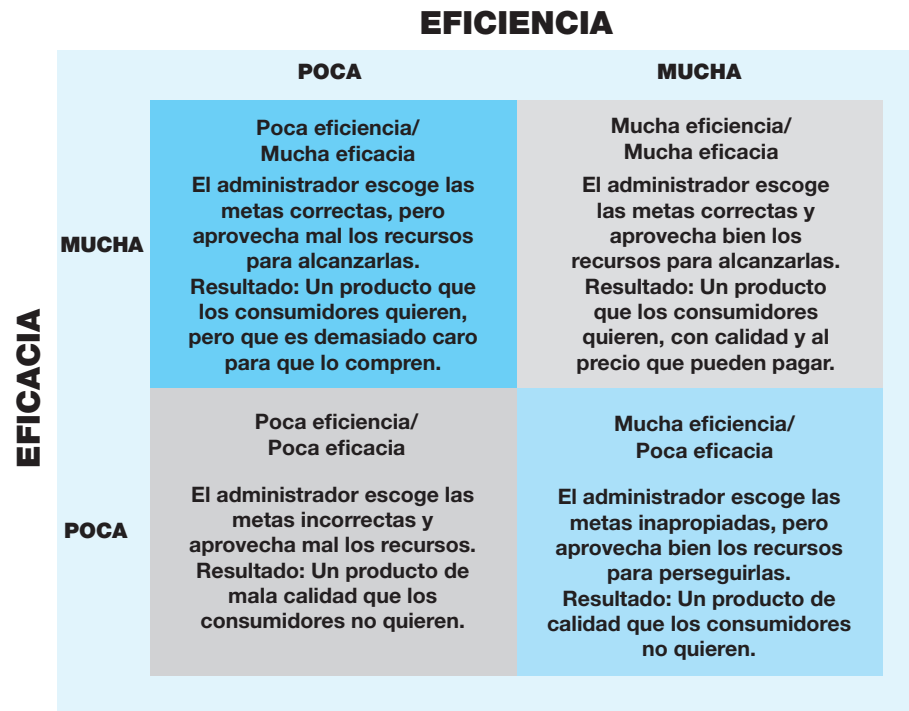 EFICIENCIA
POCA
MUCHA
EFICACIA
MUCHA
Poca eficiencia/
Mucha eficacia
El administrador escoge las
metas correctas, pero
aprovecha mal los recursos
para alcanzarlas.
Resultado: Un producto que
los consumidores quieren,
pero que es demasiado caro
para que lo compren.
Mucha eficiencia/
Mucha eficacia
El administrador escoge
las metas correctas y
aprovecha bien los
recursos para alcanzarlas.
Resultado: Un producto
que los consumidores
quieren, con calidad y al
precio que pueden pagar.
POCA
Poca eficiencia/
Poca eficacia
El administrador escoge las
metas incorrectas y
aprovecha mal los recursos.
Resultado: Un producto de
mala calidad que los
consumidores no quieren.
Mucha eficiencia/
Poca eficacia
El administrador escoge las
metas inapropiadas, pero
aprovecha bien los recursos
para perseguirlas.
Resultado: Un producto de
calidad que los consumidores
no quieren.